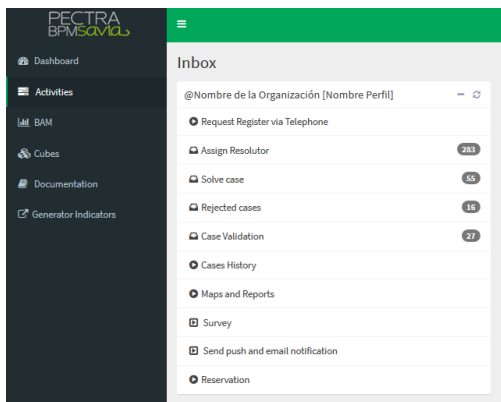 PECTRA
BPMSavia
Dashboard
Activities
BAM
Cubes
Documentation
Generator Indicators
Inbox
@Nombre de la Organización [Nombre Perfil]
Request Register via Telephone
Assign Resolutor 283
Solve case 55
Rejected cases 16
Case Validation 27
Cases History
Maps and Reports
Survey
Send push and email notification
Reservation